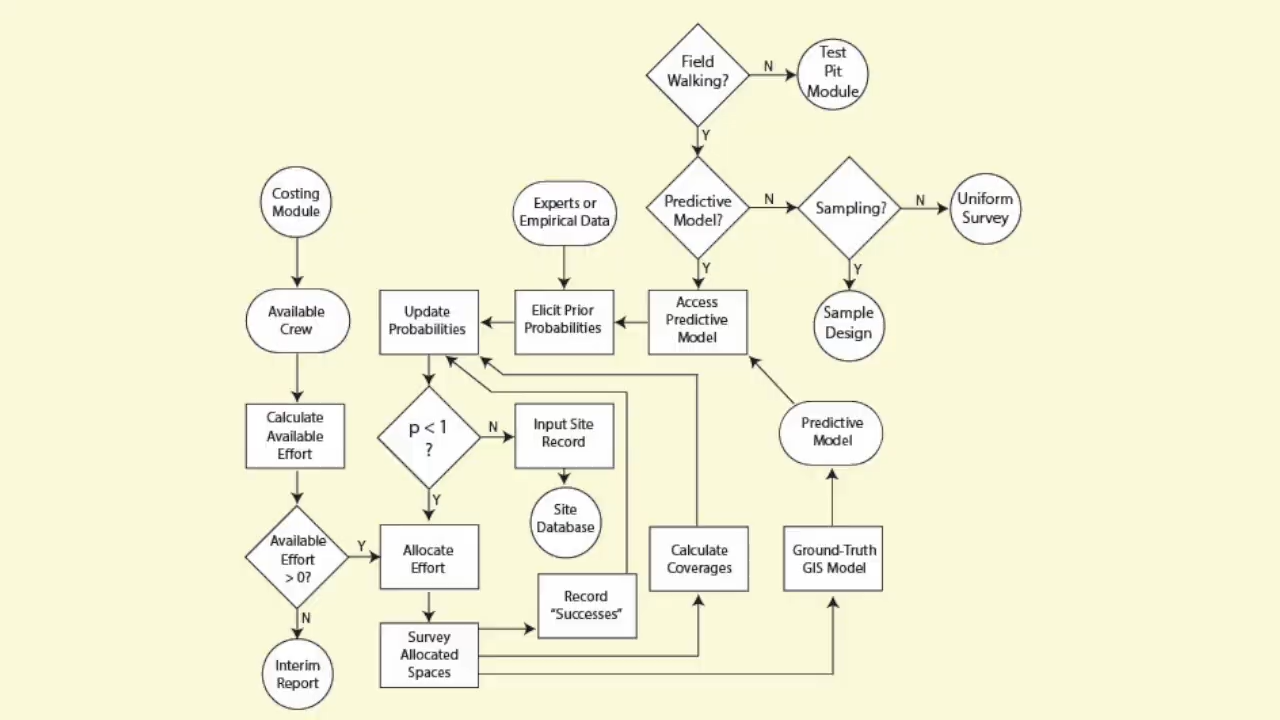 Field
Walking?
N
Test
Pit
Module
Y
Costing
Module
Experts or
Empirical Data
Predictive
Model?
N
Sampling?
N
Uniform
Survey
Y
Y
Available
Crew
Update
Probabilities
Elicit Prior
Probabilities
Access
Predictive
Model
Sample
Design
Calculate
Available
Effort
p < 1
?
N
Input Site
Record
Predictive
Model
Y
Site
Database
Available
Effort
> 0?
Y
Allocate
Effort
Calculate
Coverages
Ground-Truth
GIS Model
N
Record
“Successes”
Interim
Report
Survey
Allocated
Spaces